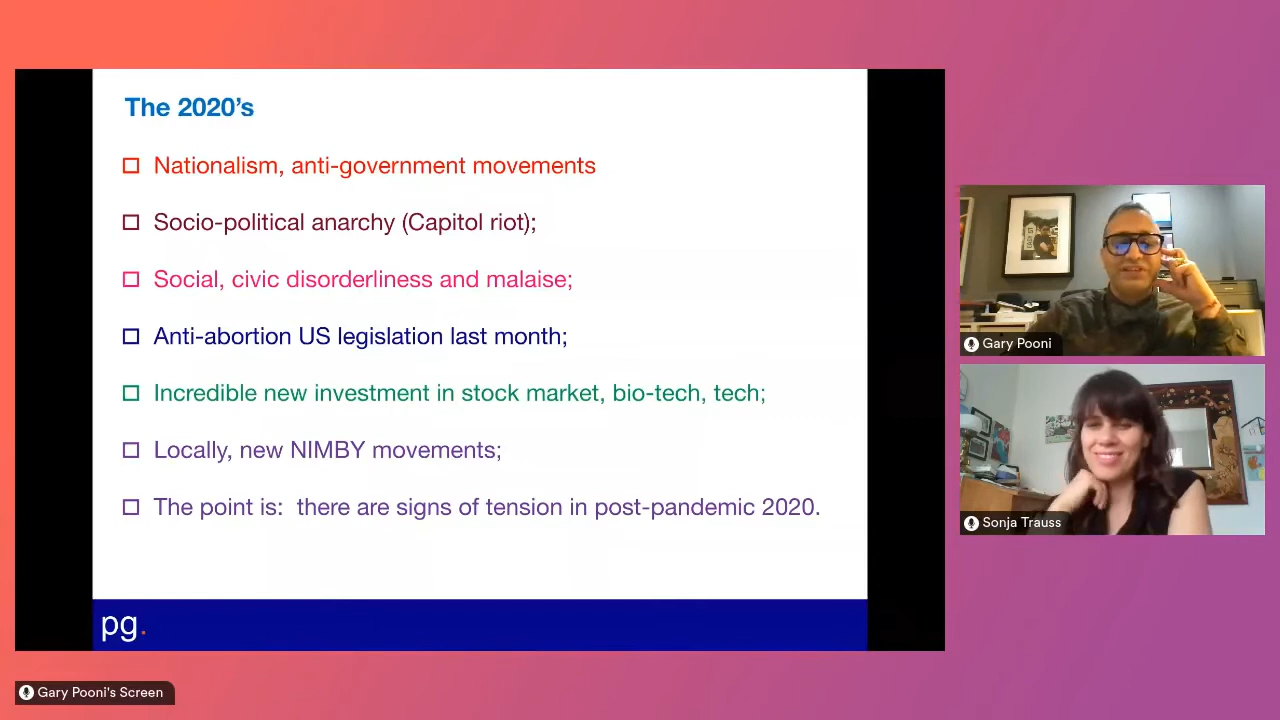 The 2020's
Nationalism, anti-government movements
Socio-political anarchy (Capitol riot);
Social, civic disorderliness and malaise;
Anti-abortion US legislation last month;
Incredible new investment in stock market, bio-tech, tech;
Locally, new NIMBY movements;
The point is:  there are signs of tension in post-pandemic 2020.
pg.
Gary Pooni
Sonja Trauss
Gary Pooni's Screen